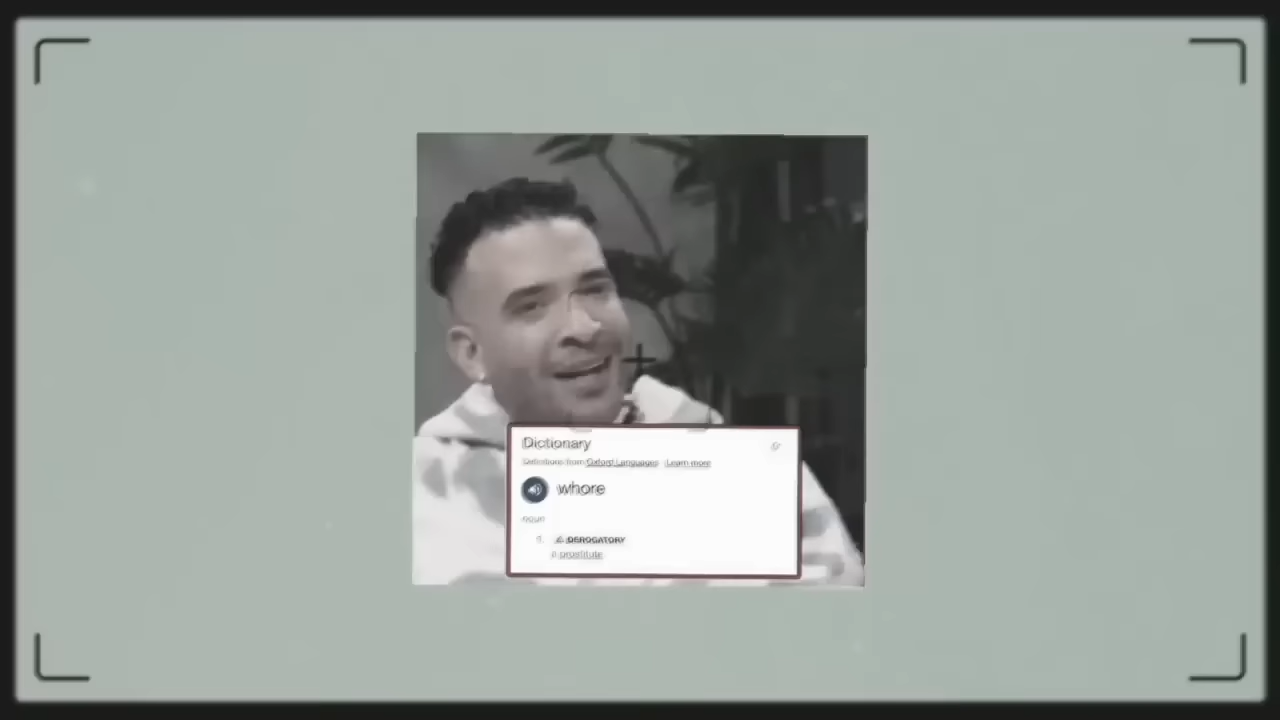 Dictionary
Definitions from Oxford Languages · Learn more
whore
noun
DEROGATORY
a prostitute